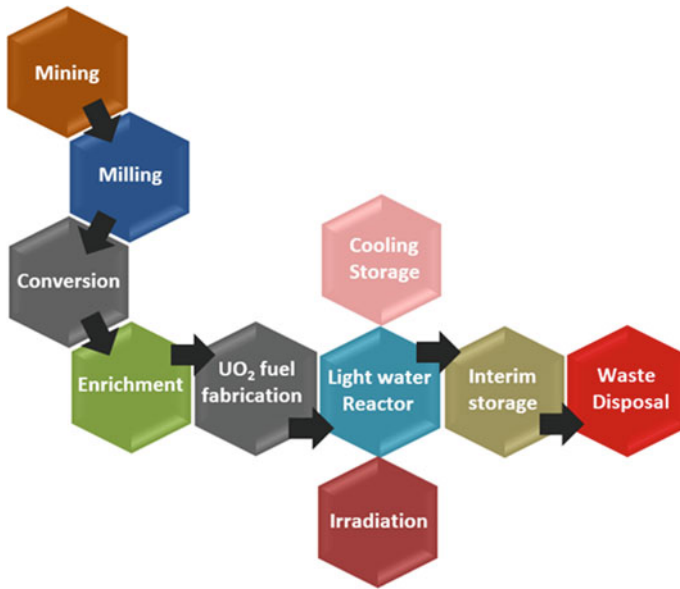 Mining
Milling
Conversion
Enrichment
UO₂ fuel
fabrication
Cooling
Storage
Light water
Reactor
Irradiation
Interim
storage
Waste
Disposal